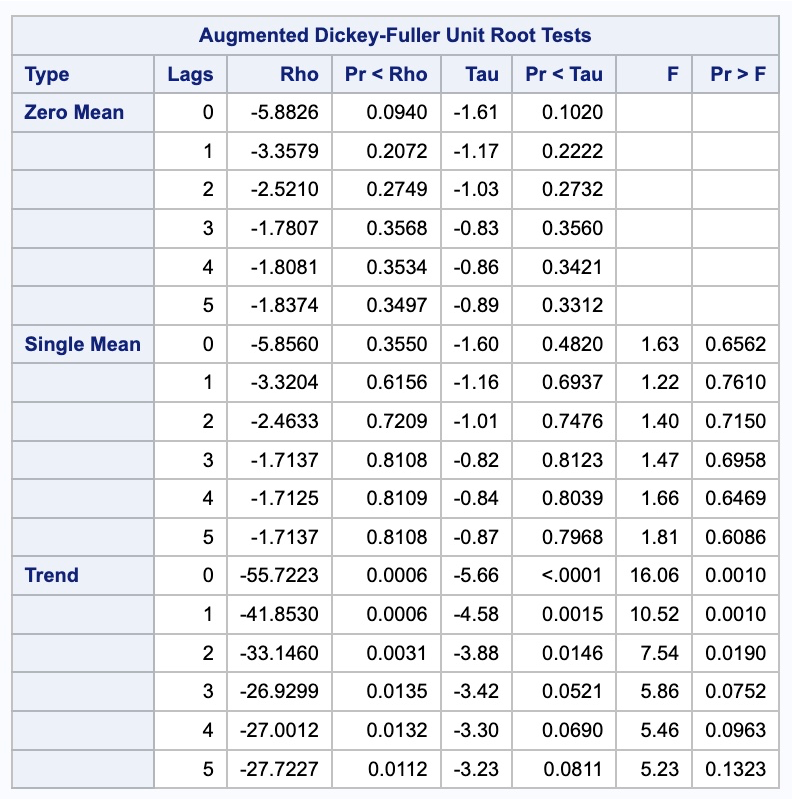 Augmented Dickey-Fuller Unit Root Tests
Type Lags Rho Pr < Rho Tau Pr < Tau F Pr > F
Zero Mean 0 -5.8826 0.0940 -1.61 0.1020
1 -3.3579 0.2072 -1.17 0.2222
2 -2.5210 0.2749 -1.03 0.2732
3 -1.7807 0.3568 -0.83 0.3560
4 -1.8081 0.3534 -0.86 0.3421
5 -1.8374 0.3497 -0.89 0.3312
Single Mean 0 -5.8560 0.3550 -1.60 0.4820 1.63 0.6562
1 -3.3204 0.6156 -1.16 0.6937 1.22 0.7610
2 -2.4633 0.7209 -1.01 0.7476 1.40 0.7150
3 -1.7137 0.8108 -0.82 0.8123 1.47 0.6958
4 -1.7125 0.8109 -0.84 0.8039 1.66 0.6469
5 -1.7137 0.8108 -0.87 0.7968 1.81 0.6086
Trend 0 -55.7223 0.0006 -5.66 <.0001 16.06 0.0010
1 -41.8530 0.0006 -4.58 0.0015 10.52 0.0010
2 -33.1460 0.0031 -3.88 0.0146 7.54 0.0190
3 -26.9299 0.0135 -3.42 0.0521 5.86 0.0752
4 -27.0012 0.0132 -3.30 0.0690 5.46 0.0963
5 -27.7227 0.0112 -3.23 0.0811 5.23 0.1323